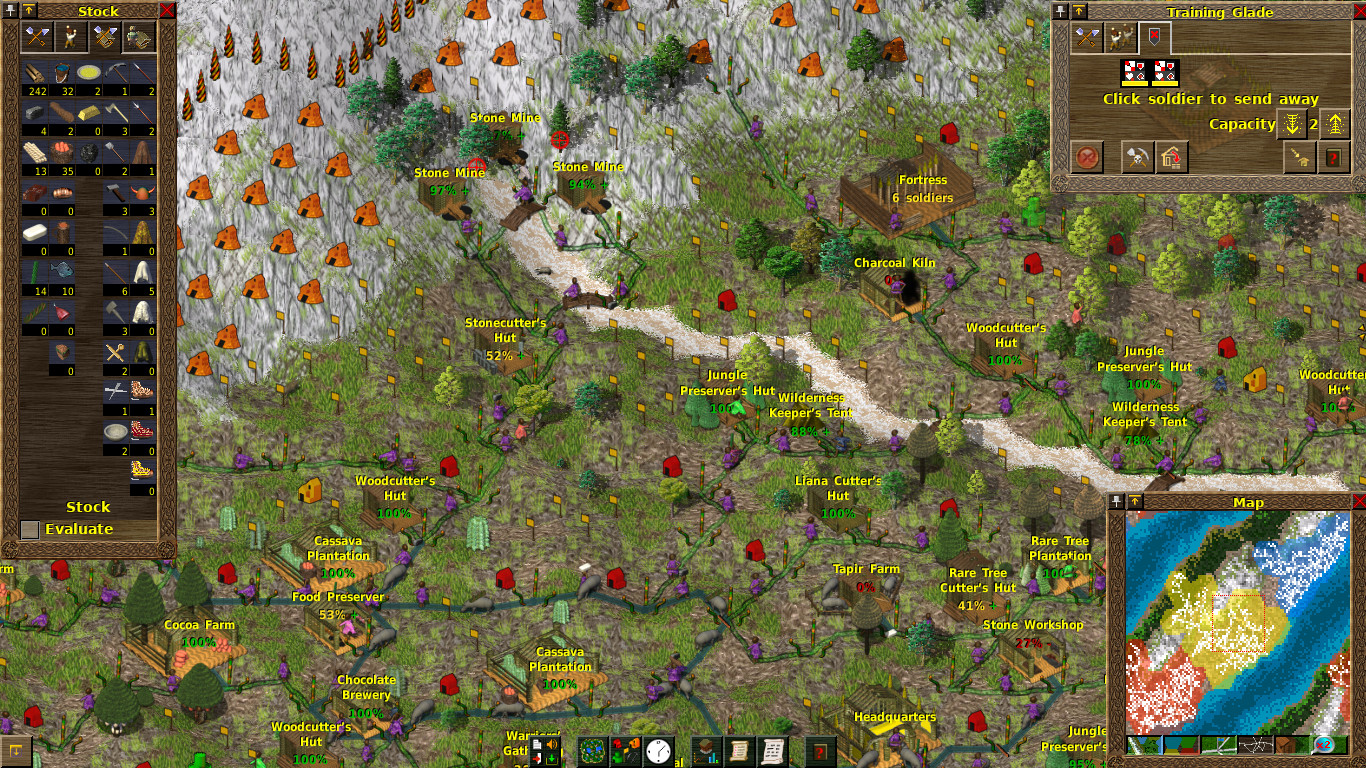 Stock
242 32 2 1 2
4 2 0 3 2
13 35 0 2 1
0 0 3 3
0 0 1 0
14 10 6 5
0 0 3 0
0 2 0
1 1
2 0
0
Stock
Evaluate
Training Glade
Click soldier to send away
Capacity 2
Stone Mine
Stone Mine
97% +
Stone Mine
94% +
Fortress
6 soldiers
Charcoal Kiln
Stonecutter's
Hut
52% +
Woodcutter's
Hut
100%
Jungle
Preserver's Hut
100%
Woodcutter
Hut
Jungle
Preserver's Hut
Wilderness
Keeper's Tent
88% +
Wilderness
Keeper's Tent
78% +
Woodcutter's
Hut
100%
Liana Cutter's
Hut
100%
Map
Cassava
Plantation
100%
Rare Tree
Plantation
Tapir Farm
0%
Rare Tree
Cutter's Hut
41% +
Food Preserver
53%
Cocoa Farm
100%
Stone Workshop
27%
Cassava
Plantation
100%
Chocolate
Brewery
100%
Headquarters
Woodcutter's
Hut
100%
Jungle
Preserver's
95% +